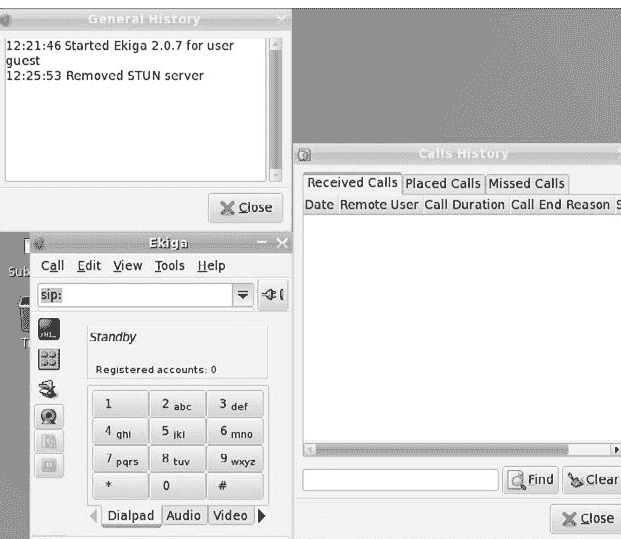 General History
12:21:46 Started Ekiga 2.0.7 for user
guest
12:25:53 Removed STUN server
Close
Calls History
Received Calls Placed Calls Missed Calls
Date Remote User Call Duration Call End Reason S
Find Clear
Close
Ekiga
Call Edit View Tools Help
sip:
Standby
Registered accounts: 0
1 2 abc 3 def
4 ghi 5 jkl 6 mno
7 pqrs 8 tuv 9 wxyz
* 0 #
Dialpad Audio Video
Sub
T